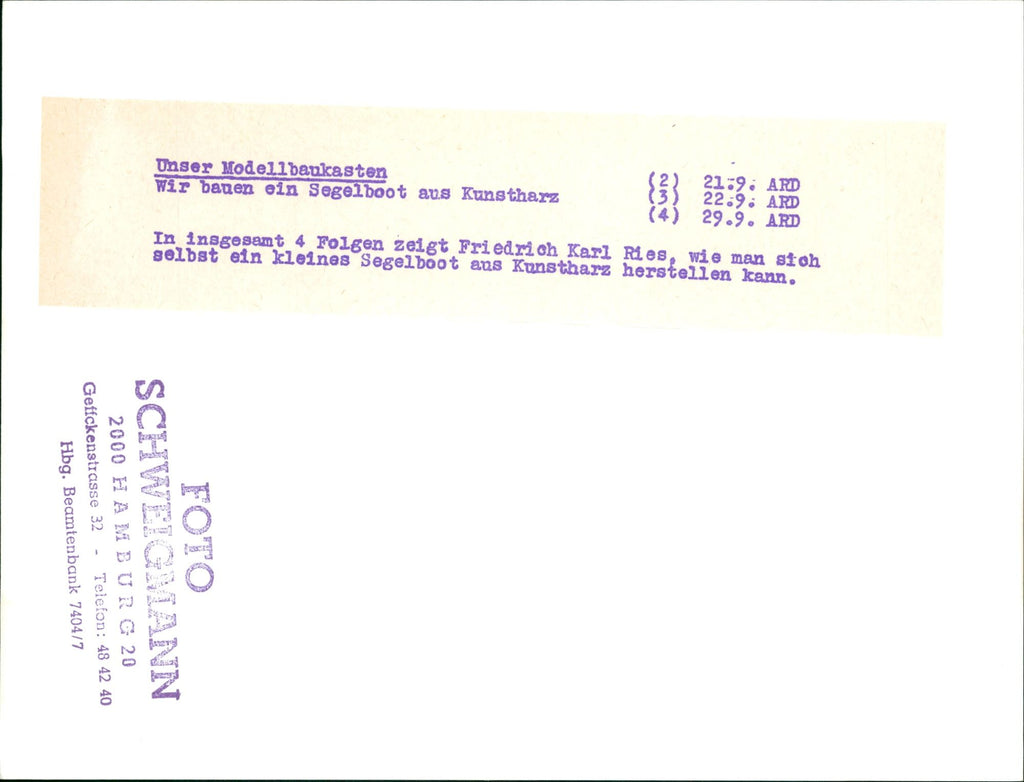 Unser Modellbaukasten
Wir bauen ein Segelboot aus Kunstharz
(2) 21.9. ARD
(3) 22.9. ARD
(4) 29.9. ARD
In insgesamt 4 Folgen zeigt Friedrich Karl Ries, wie man sich
selbst ein kleines Segelboot aus Kunstharz herstellen kann.
FOTO
SCHWEIGMANN
2000 HAMBURG 20
Geffckenstrasse 32 - Telefon: 48 42 40
Hbg. Beamtenbank 7404/7